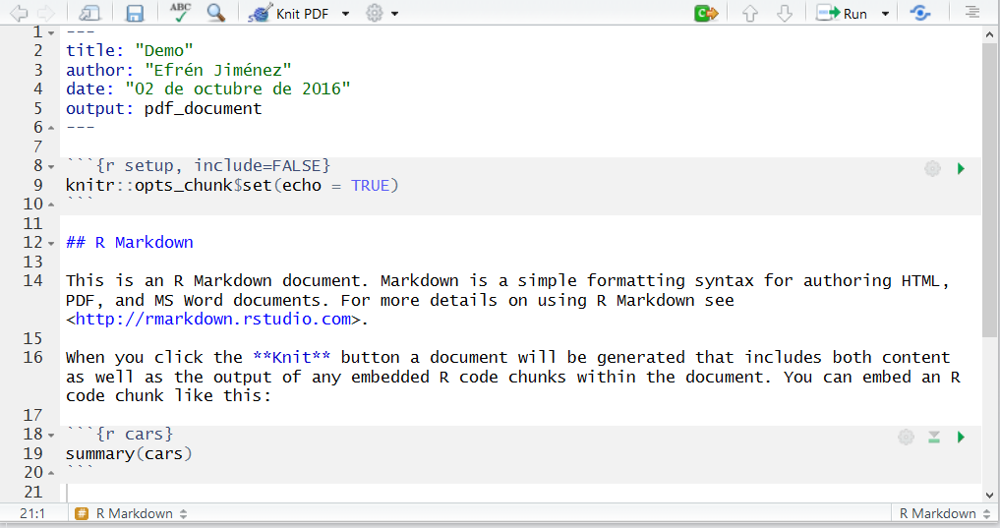 ABC
Knit PDF
Run
1 ---
2 title: "Demo"
3 author: "Efrén Jiménez"
4 date: "02 de octubre de 2016"
5 output: pdf_document
6 ---
7
8 ```{r setup, include=FALSE}
9 knitr::opts_chunk$set(echo = TRUE)
10 ```
11
12 ## R Markdown
13
14 This is an R Markdown document. Markdown is a simple formatting syntax for authoring HTML,
PDF, and MS Word documents. For more details on using R Markdown see
<http://rmarkdown.rstudio.com>.
15
16 When you click the **Knit** button a document will be generated that includes both content
as well as the output of any embedded R code chunks within the document. You can embed an R
code chunk like this:
17
18 ```{r cars}
19 summary(cars)
20 ```
21
21:1 # R Markdown R Markdown